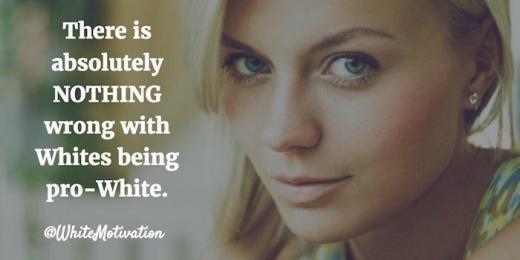 There is
absolutely
NOTHING
wrong with
Whites being
pro-White.
@WhiteMotivation